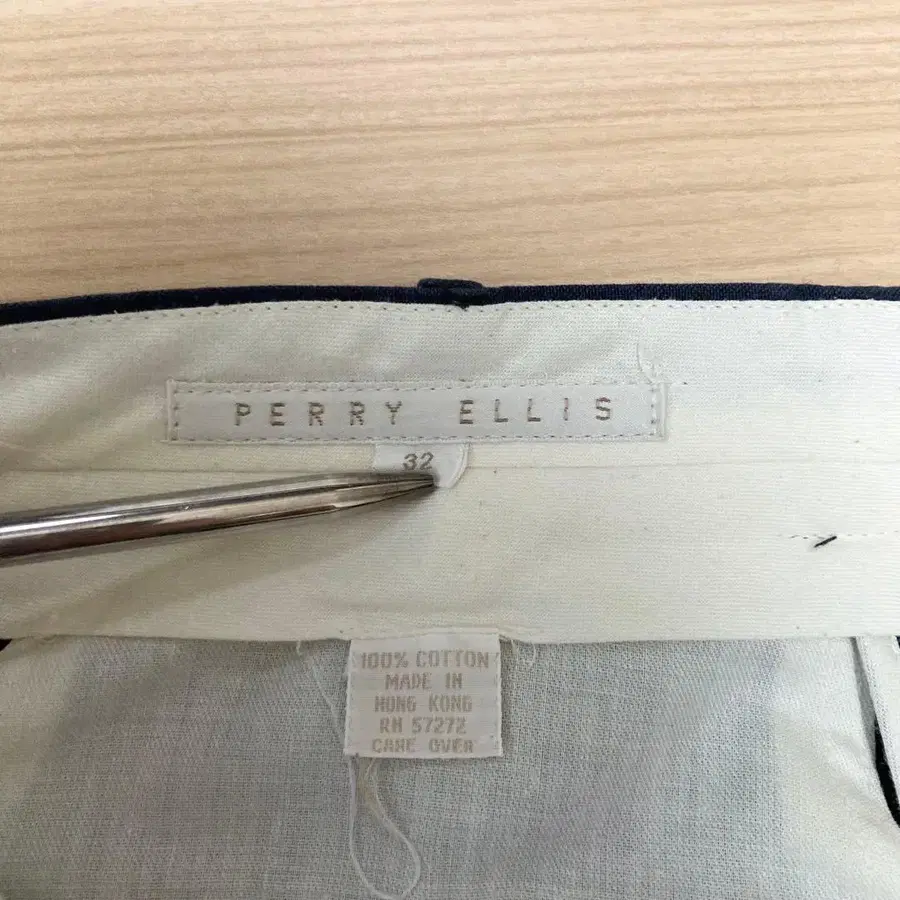 PERRY ELLIS
32
100% COTTON
MADE IN
HONG KONG
RN 57272
CARE OVER